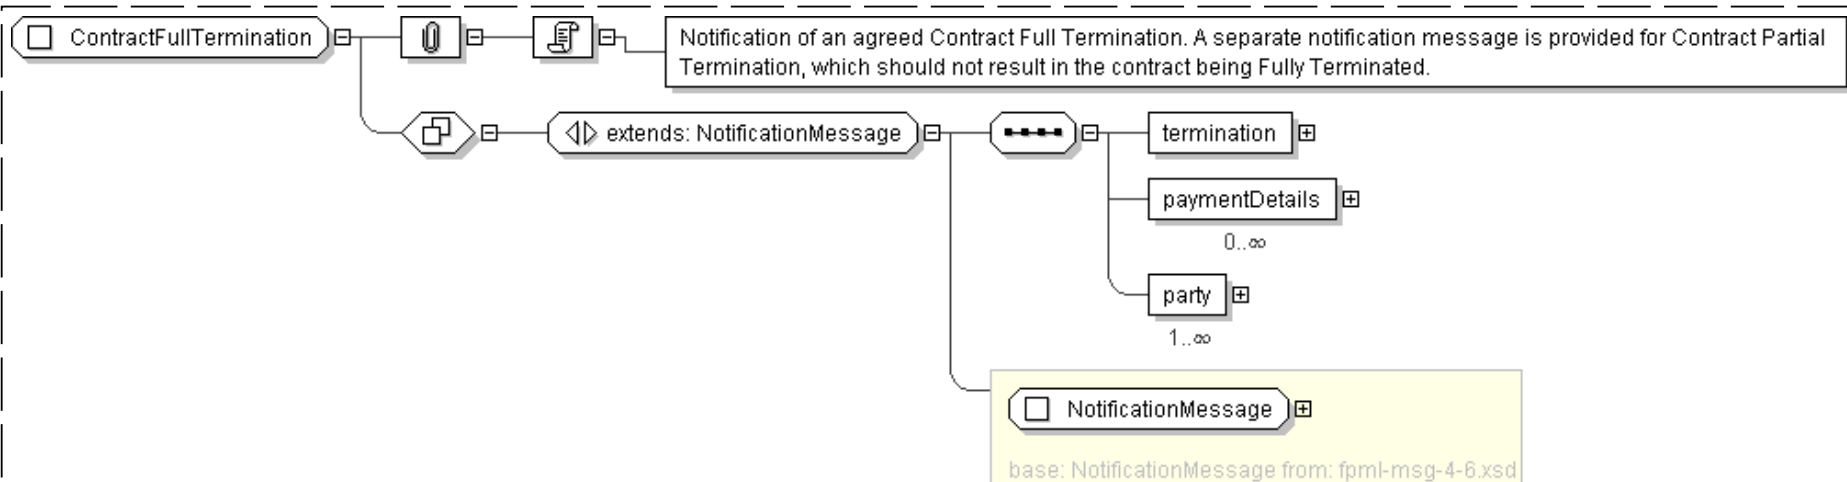 ContractFullTermination
Notification of an agreed Contract Full Termination. A separate notification message is provided for Contract Partial
Termination, which should not result in the contract being Fully Terminated.
extends: NotificationMessage
termination
paymentDetails
0..∞
party
1..∞
NotificationMessage
base: NotificationMessage from: fpml-msg-4-6.xsd